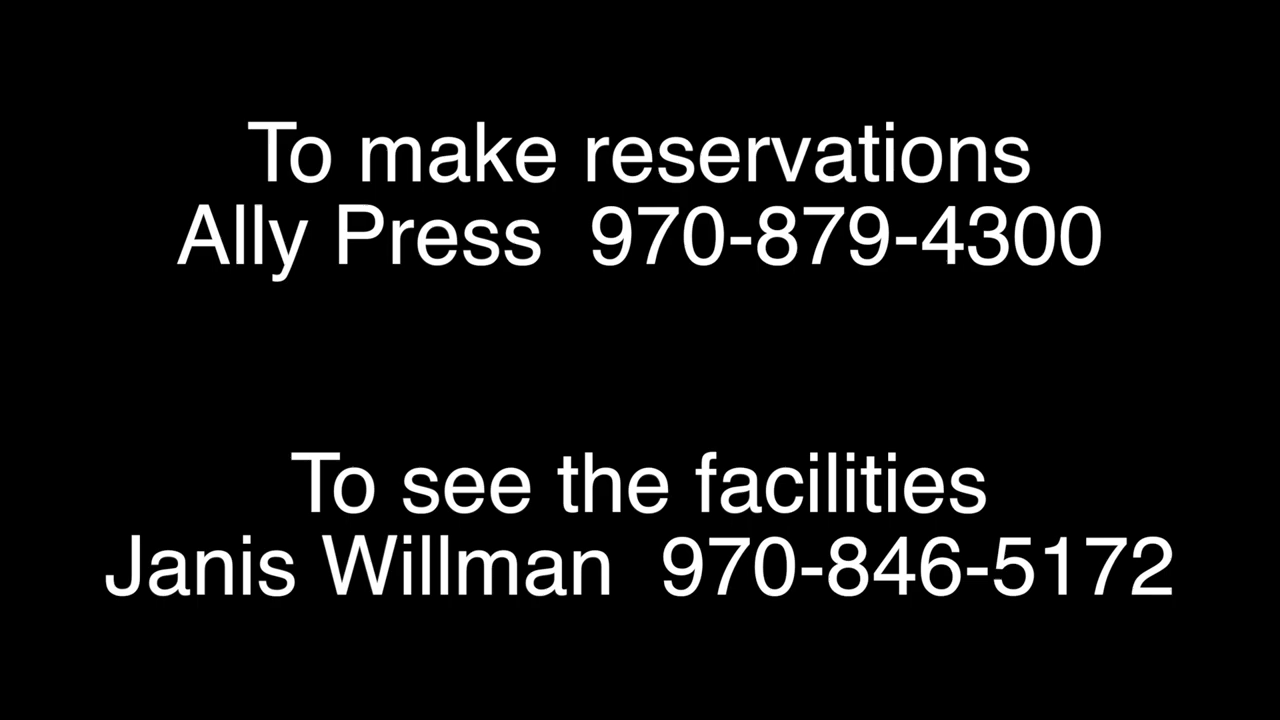 To make reservations
Ally Press  970-879-4300
To see the facilities
Janis Willman  970-846-5172